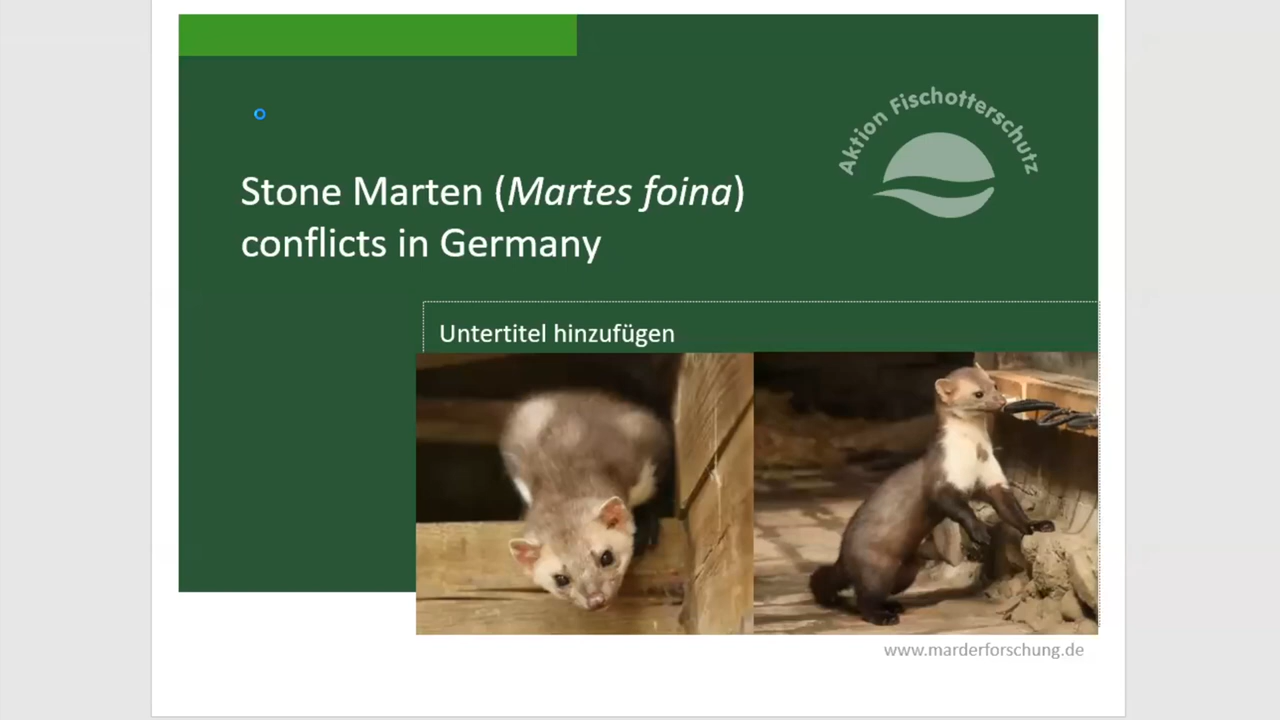 Aktion Fischotterschutz
Stone Marten (Martes foina)
conflicts in Germany
Untertitel hinzufügen
www.marderforschung.de